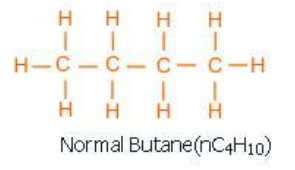 H H H H
H — C — C — C — C — H
H H H H
Normal Butane(nC₄H₁₀)